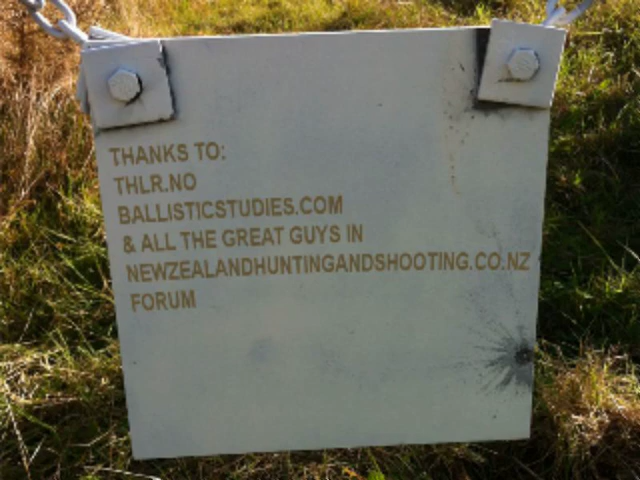 THANKS TO:
THLR.NO
BALLISTICSTUDIES.COM
& ALL THE GREAT GUYS IN
NEWZEALANDHUNTINGANDSHOOTING.CO.NZ
FORUM